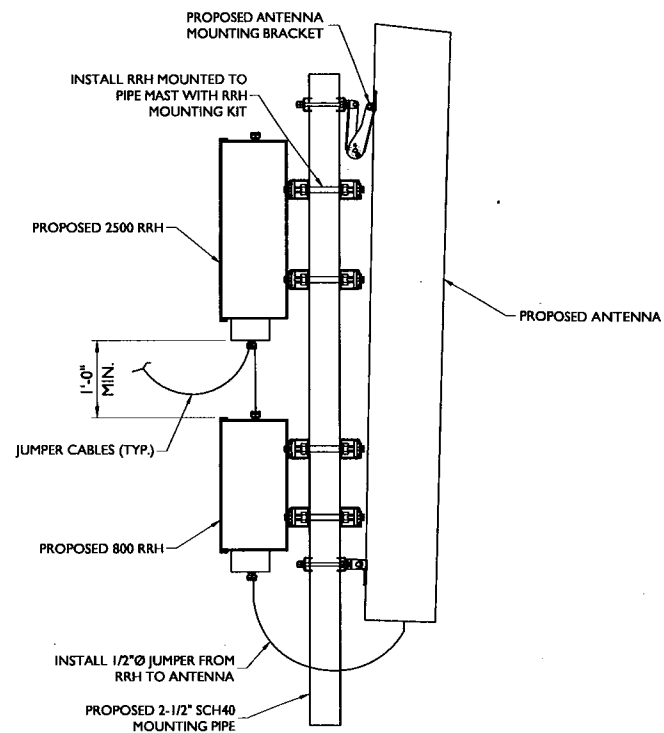 PROPOSED ANTENNA
MOUNTING BRACKET
INSTALL RRH MOUNTED TO
PIPE MAST WITH RRH
MOUNTING KIT
PROPOSED 2500 RRH
PROPOSED ANTENNA
1'-0"
MIN.
JUMPER CABLES (TYP.)
PROPOSED 800 RRH
INSTALL 1/2"Ø JUMPER FROM
RRH TO ANTENNA
PROPOSED 2-1/2" SCH40
MOUNTING PIPE